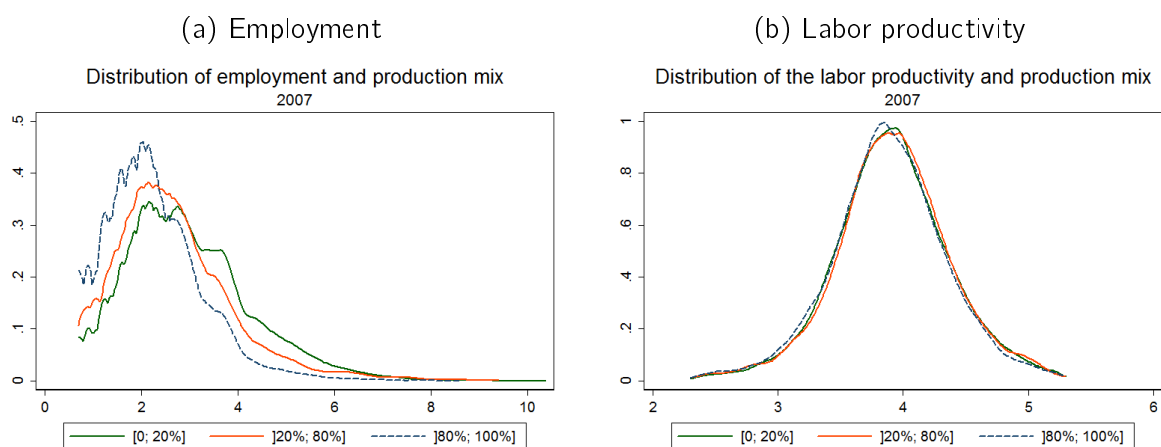 (a) Employment
Distribution of employment and production mix
2007
.5
.4
.3
.2
.1
0
0 2 4 6 8 10
[0; 20%] ]20%; 80%] ]80%; 100%]
(b) Labor productivity
Distribution of the labor productivity and production mix
2007
1
.8
.6
.4
.2
0
2 3 4 5 6
[0; 20%] ]20%; 80%] ]80%; 100%]